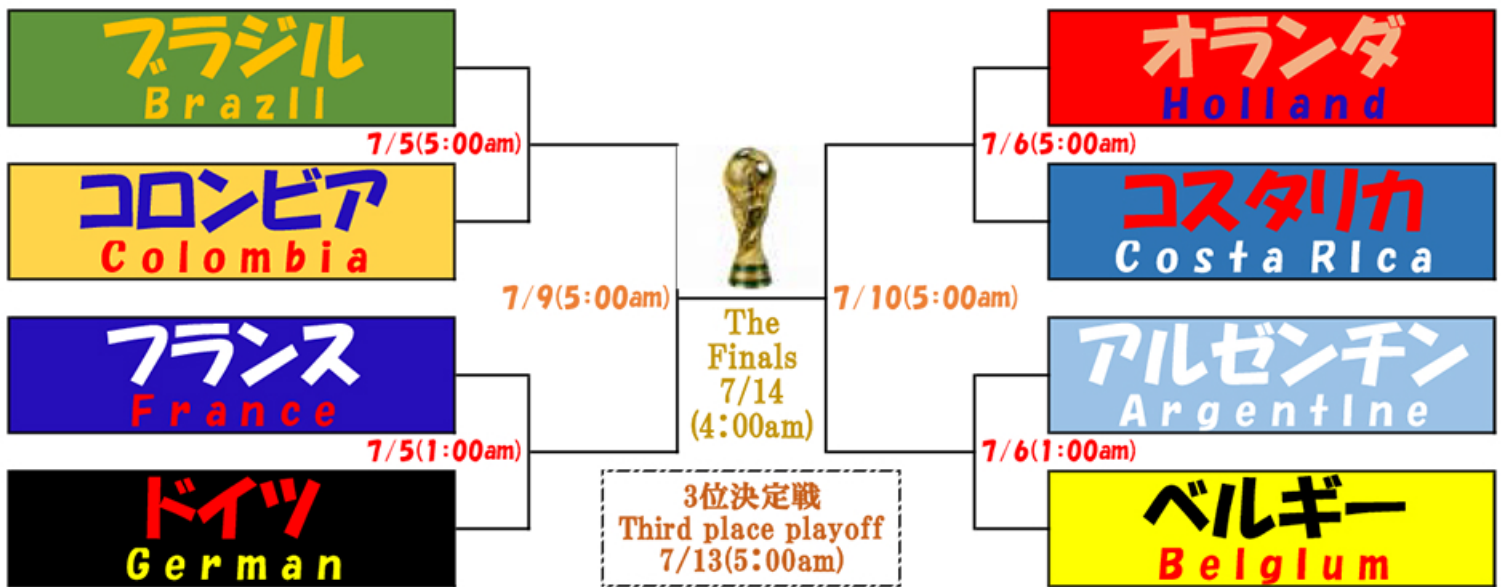 ブラジル
Brazil
コロンビア
Colombia
7/5(5:00am)
フランス
France
ドイツ
German
7/5(1:00am)
7/9(5:00am)
The
Finals
7/14
(4:00am)
3位決定戦
Third place playoff
7/13(5:00am)
7/10(5:00am)
オランダ
Holland
コスタリカ
Costa RIca
7/6(5:00am)
アルゼンチン
ArgentIne
ベルギー
BelgIum
7/6(1:00am)